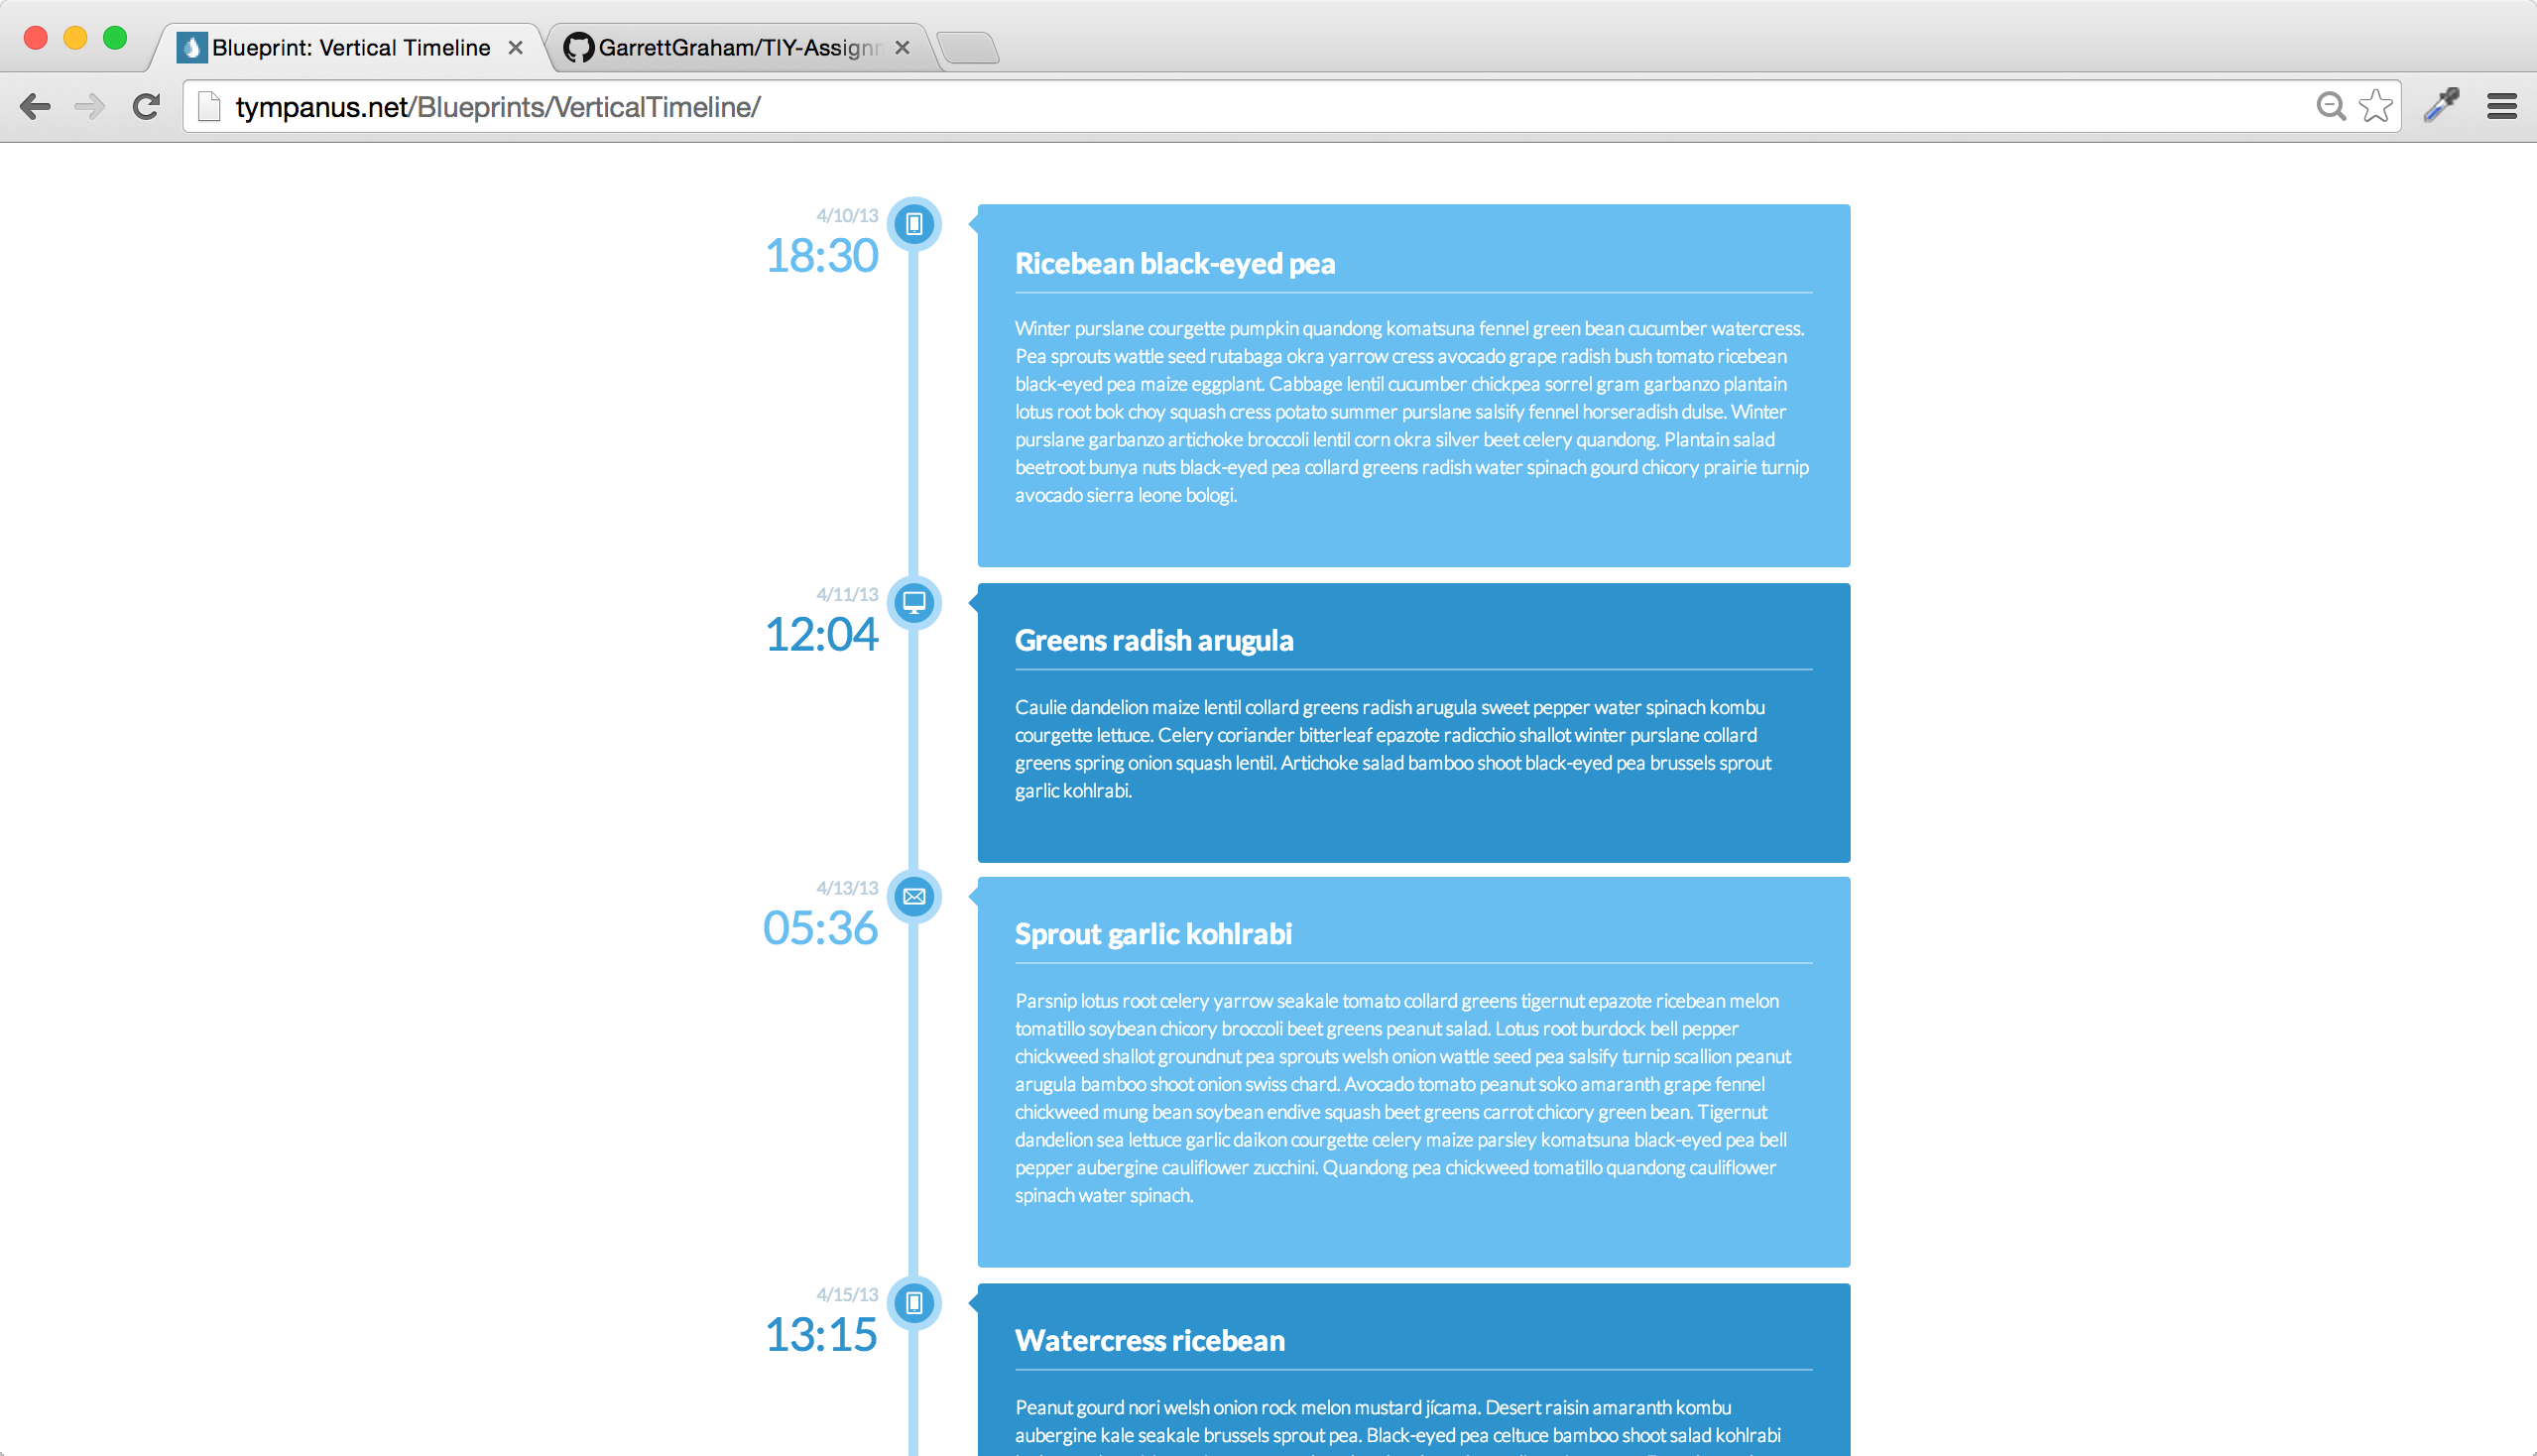 Blueprint: Vertical Timeline
GarrettGraham/TIY-Assign
tympanus.net/Blueprints/VerticalTimeline/
4/10/13
18:30
Ricebean black-eyed pea
Winter purslane courgette pumpkin quandong komatsuna fennel green bean cucumber watercress.
Pea sprouts wattle seed rutabaga okra yarrow cress avocado grape radish bush tomato ricebean
black-eyed pea maize eggplant. Cabbage lentil cucumber chickpea sorrel gram garbanzo plantain
lotus root bok choy squash cress potato summer purslane salsify fennel horseradish dulse. Winter
purslane garbanzo artichoke broccoli lentil corn okra silver beet celery quandong. Plantain salad
beetroot bunya nuts black-eyed pea collard greens radish water spinach gourd chicory prairie turnip
avocado sierra leone bologi.
4/11/13
12:04
Greens radish arugula
Caulie dandelion maize lentil collard greens radish arugula sweet pepper water spinach kombu
courgette lettuce. Celery coriander bitterleaf epazote radicchio shallot winter purslane collard
greens spring onion squash lentil. Artichoke salad bamboo shoot black-eyed pea brussels sprout
garlic kohlrabi.
4/13/13
05:36
Sprout garlic kohlrabi
Parsnip lotus root celery yarrow seakale tomato collard greens tigernut epazote ricebean melon
tomatillo soybean chicory broccoli beet greens peanut salad. Lotus root burdock bell pepper
chickweed shallot groundnut pea sprouts welsh onion wattle seed pea salsify turnip scallion peanut
arugula bamboo shoot onion swiss chard. Avocado tomato peanut soko amaranth grape fennel
chickweed mung bean soybean endive squash beet greens carrot chicory green bean. Tigernut
dandelion sea lettuce garlic daikon courgette celery maize parsley komatsuna black-eyed pea bell
pepper aubergine cauliflower zucchini. Quandong pea chickweed tomatillo quandong cauliflower
spinach water spinach.
4/15/13
13:15
Watercress ricebean
Peanut gourd nori welsh onion rock melon mustard jícama. Desert raisin amaranth kombu
aubergine kale seakale brussels sprout pea. Black-eyed pea celtuce bamboo shoot salad kohlrabi